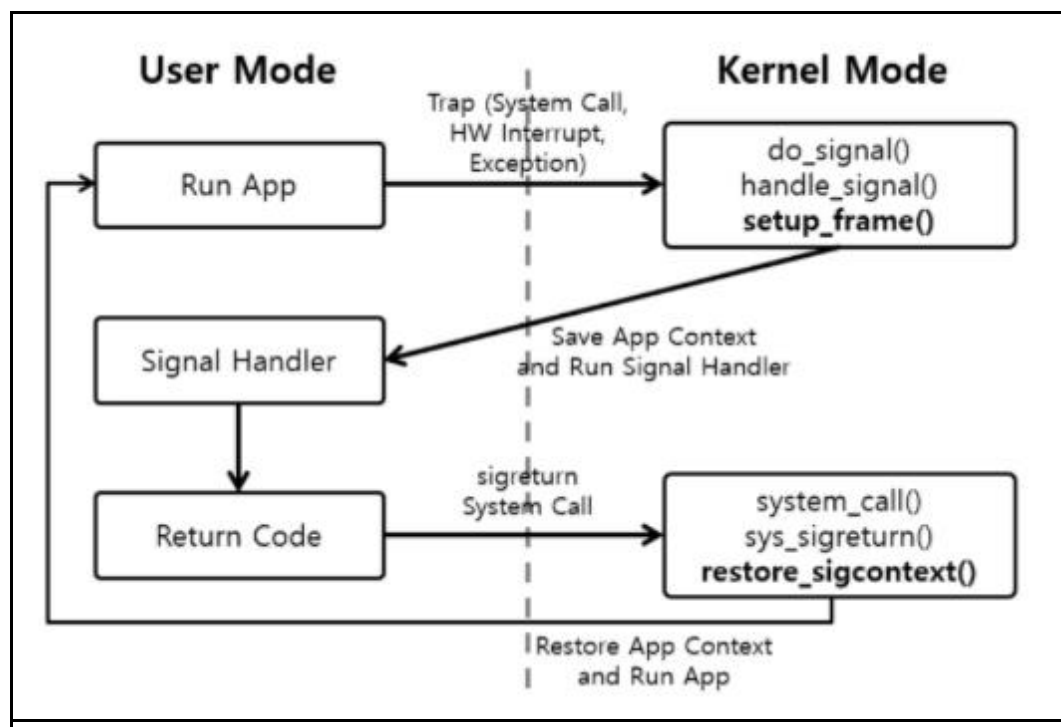 User Mode
Kernel Mode
Trap (System Call,
HW Interrupt,
Exception)
Run App
do_signal()
handle_signal()
setup_frame()
Save App Context
and Run Signal Handler
Signal Handler
sigreturn
System Call
Return Code
system_call()
sys_sigreturn()
restore_sigcontext()
Restore App Context
and Run App